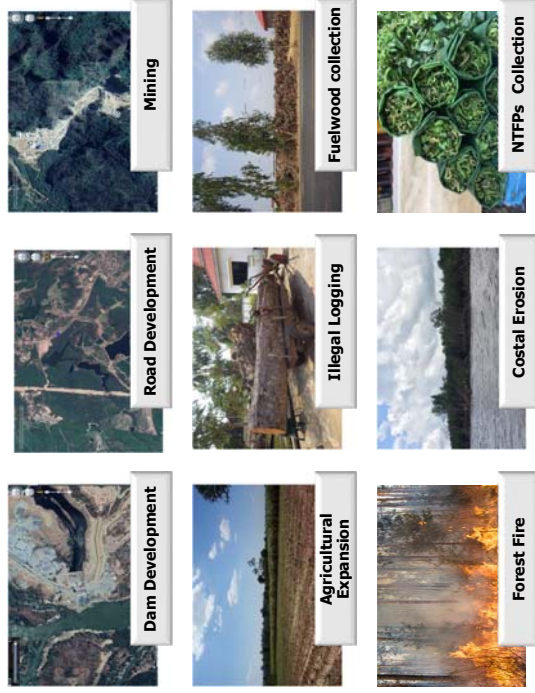 Dam Development
Road Development
Mining
Agricultural
Expansion
Illegal Logging
Fuelwood collection
Forest Fire
Costal Erosion
NTFPs Collection